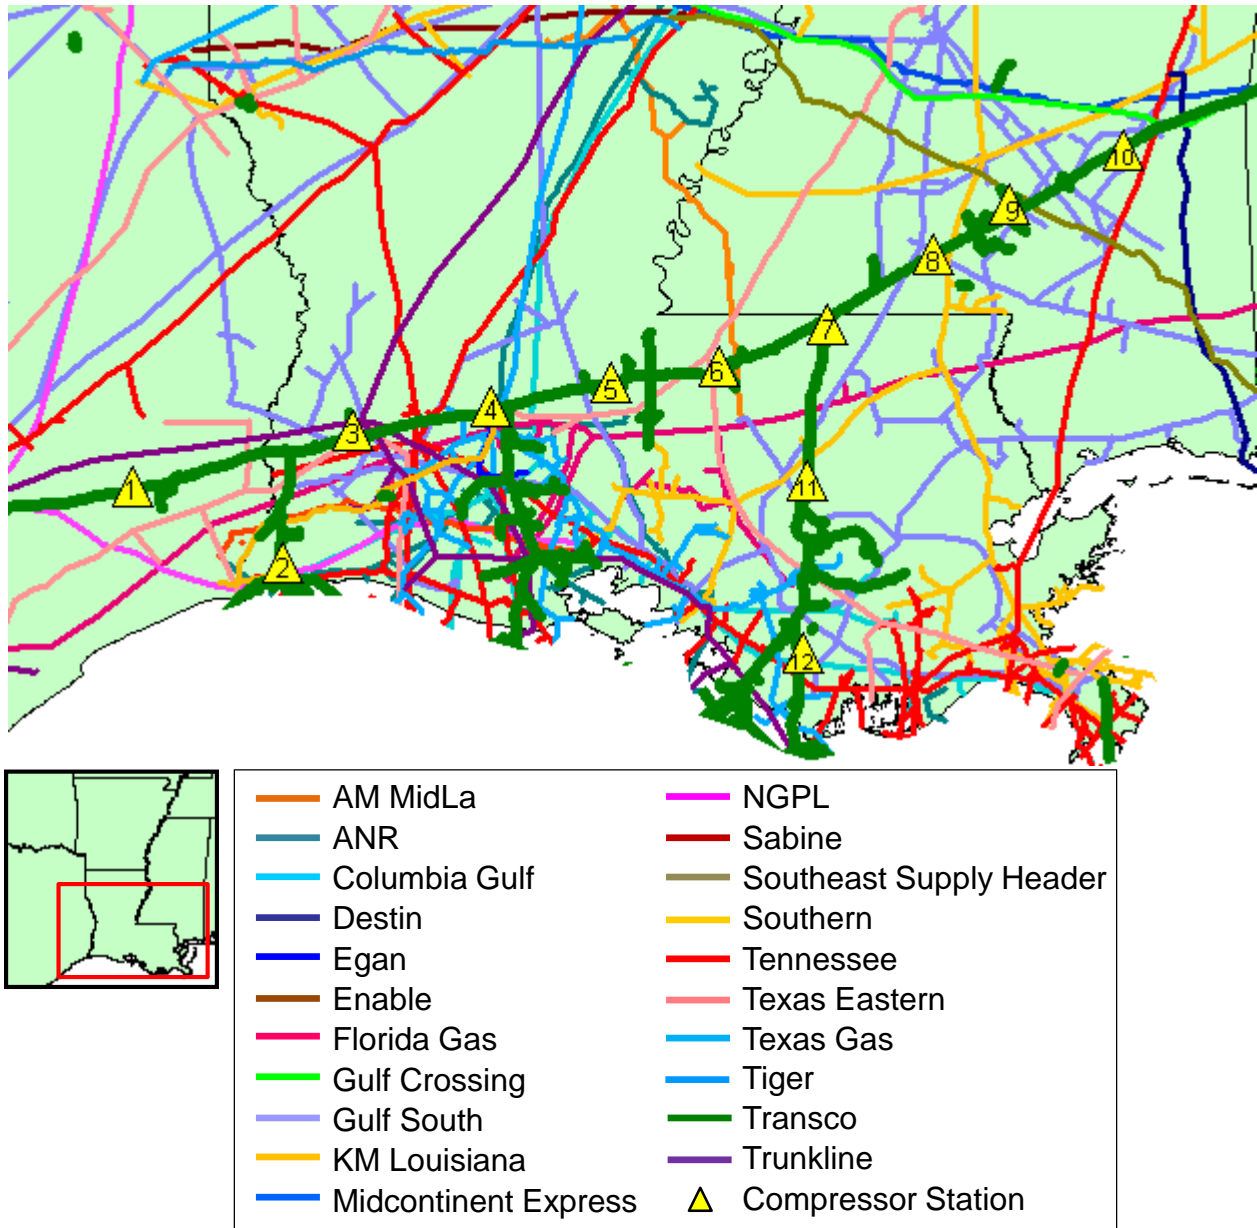 10
9
8
7
6
5
4
3
1
11
2
12
AM MidLa
ANR
Columbia Gulf
Destin
Egan
Enable
Florida Gas
Gulf Crossing
Gulf South
KM Louisiana
Midcontinent Express
NGPL
Sabine
Southeast Supply Header
Southern
Tennessee
Texas Eastern
Texas Gas
Tiger
Transco
Trunkline
Compressor Station